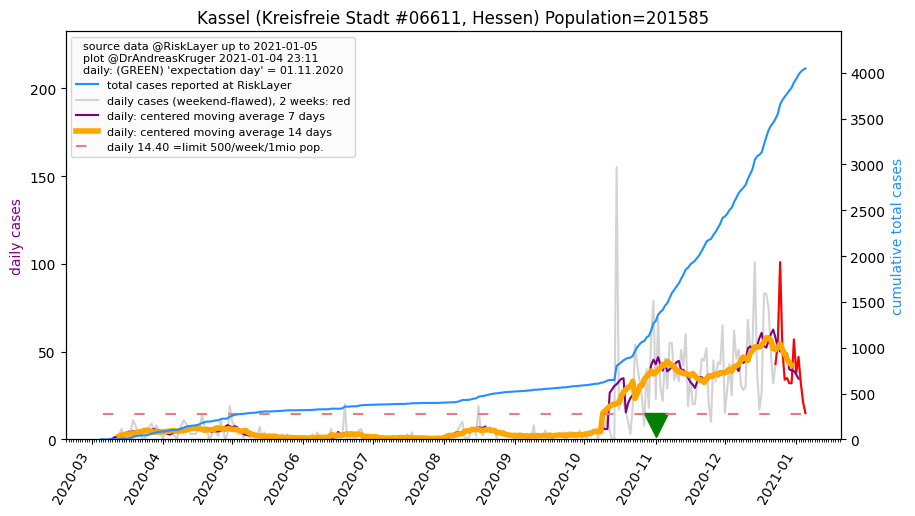 Kassel (Kreisfreie Stadt #06611, Hessen) Population=201585
source data @RiskLayer up to 2021-01-05
plot @DrAndreasKruger 2021-01-04 23:11
daily: (GREEN) 'expectation day' = 01.11.2020
total cases reported at RiskLayer
daily cases (weekend-flawed), 2 weeks: red
daily: centered moving average 7 days
daily: centered moving average 14 days
daily 14.40 =limit 500/week/1mio pop.
daily cases
200
150
100
50
0
4000
3500
3000
2500
2000
1500
1000
500
0
cumulative total cases
2020-03
2020-04
2020-05
2020-06
2020-07
2020-08
2020-09
2020-10
2020-11
2020-12
2021-01